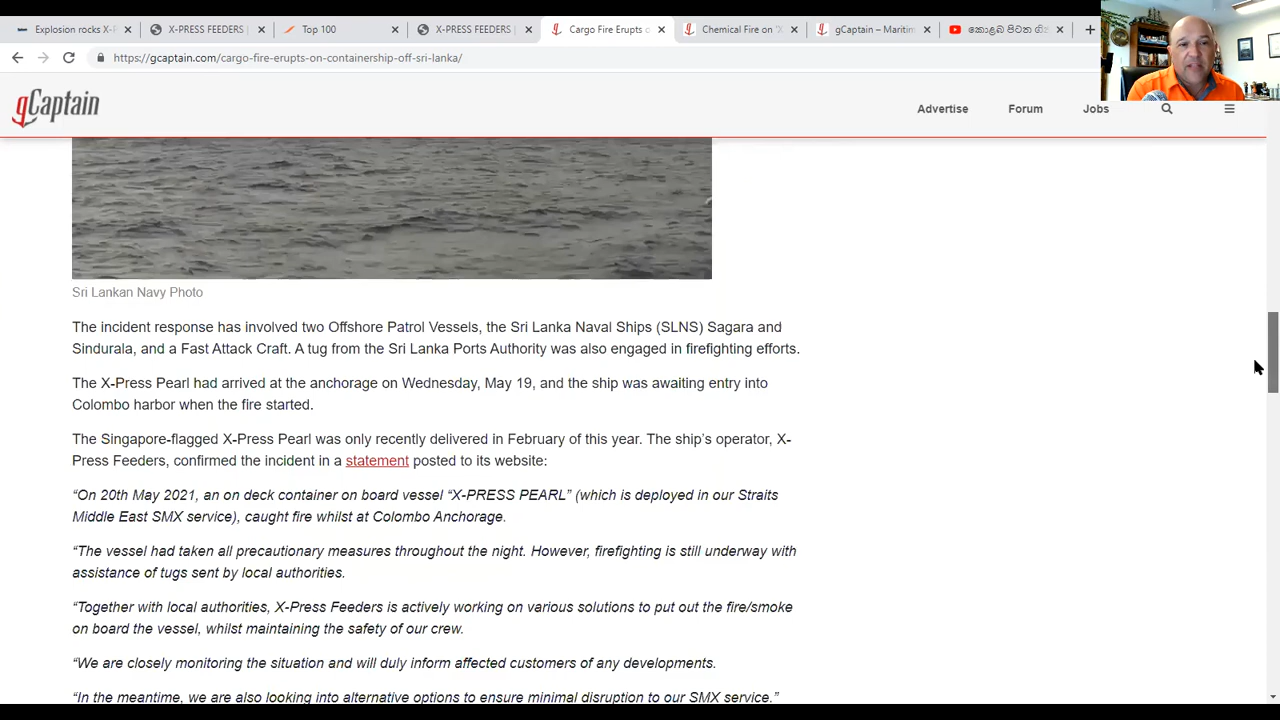 Explosion rocks X-P
X-PRESS FEEDERS |
Top 100
X-PRESS FEEDERS |
Cargo Fire Erupts o
Chemical Fire on 'X
gCaptain – Maritim
කොළඹ පිටත
https://gcaptain.com/cargo-fire-erupts-on-containership-off-sri-lanka/
gCaptain
Advertise
Forum
Jobs
Sri Lankan Navy Photo
The incident response has involved two Offshore Patrol Vessels, the Sri Lanka Naval Ships (SLNS) Sagara and
Sindurala, and a Fast Attack Craft. A tug from the Sri Lanka Ports Authority was also engaged in firefighting efforts.
The X-Press Pearl had arrived at the anchorage on Wednesday, May 19, and the ship was awaiting entry into
Colombo harbor when the fire started.
The Singapore-flagged X-Press Pearl was only recently delivered in February of this year. The ship’s operator, X-
Press Feeders, confirmed the incident in a statement posted to its website:
“On 20th May 2021, an on deck container on board vessel “X-PRESS PEARL” (which is deployed in our Straits
Middle East SMX service), caught fire whilst at Colombo Anchorage.
“The vessel had taken all precautionary measures throughout the night. However, firefighting is still underway with
assistance of tugs sent by local authorities.
“Together with local authorities, X-Press Feeders is actively working on various solutions to put out the fire/smoke
on board the vessel, whilst maintaining the safety of our crew.
“We are closely monitoring the situation and will duly inform affected customers of any developments.
“In the meantime, we are also looking into alternative options to ensure minimal disruption to our SMX service.”